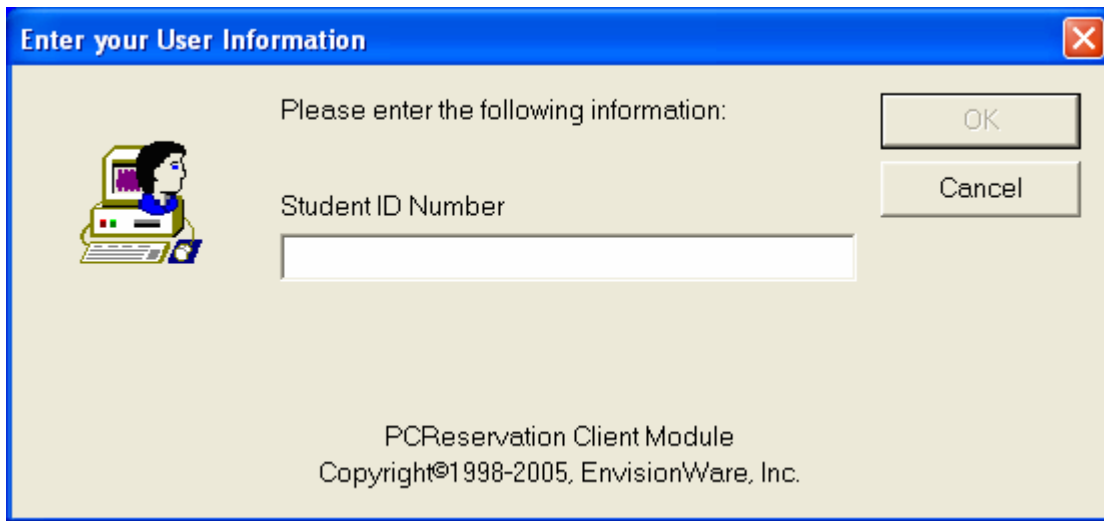 Enter your User Information
Please enter the following information:
OK
Cancel
Student ID Number
PCReservation Client Module
Copyright©1998-2005, EnvisionWare, Inc.